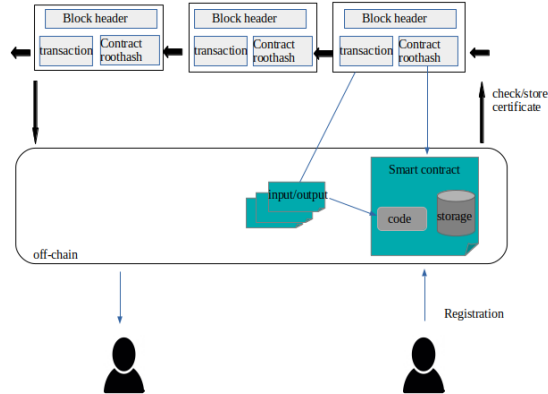 Block header
transaction
Contract
roothash
Block header
transaction
Contract
roothash
Block header
transaction
Contract
roothash
check/store
certificate
Smart contract
input/output
code
storage
off-chain
Registration